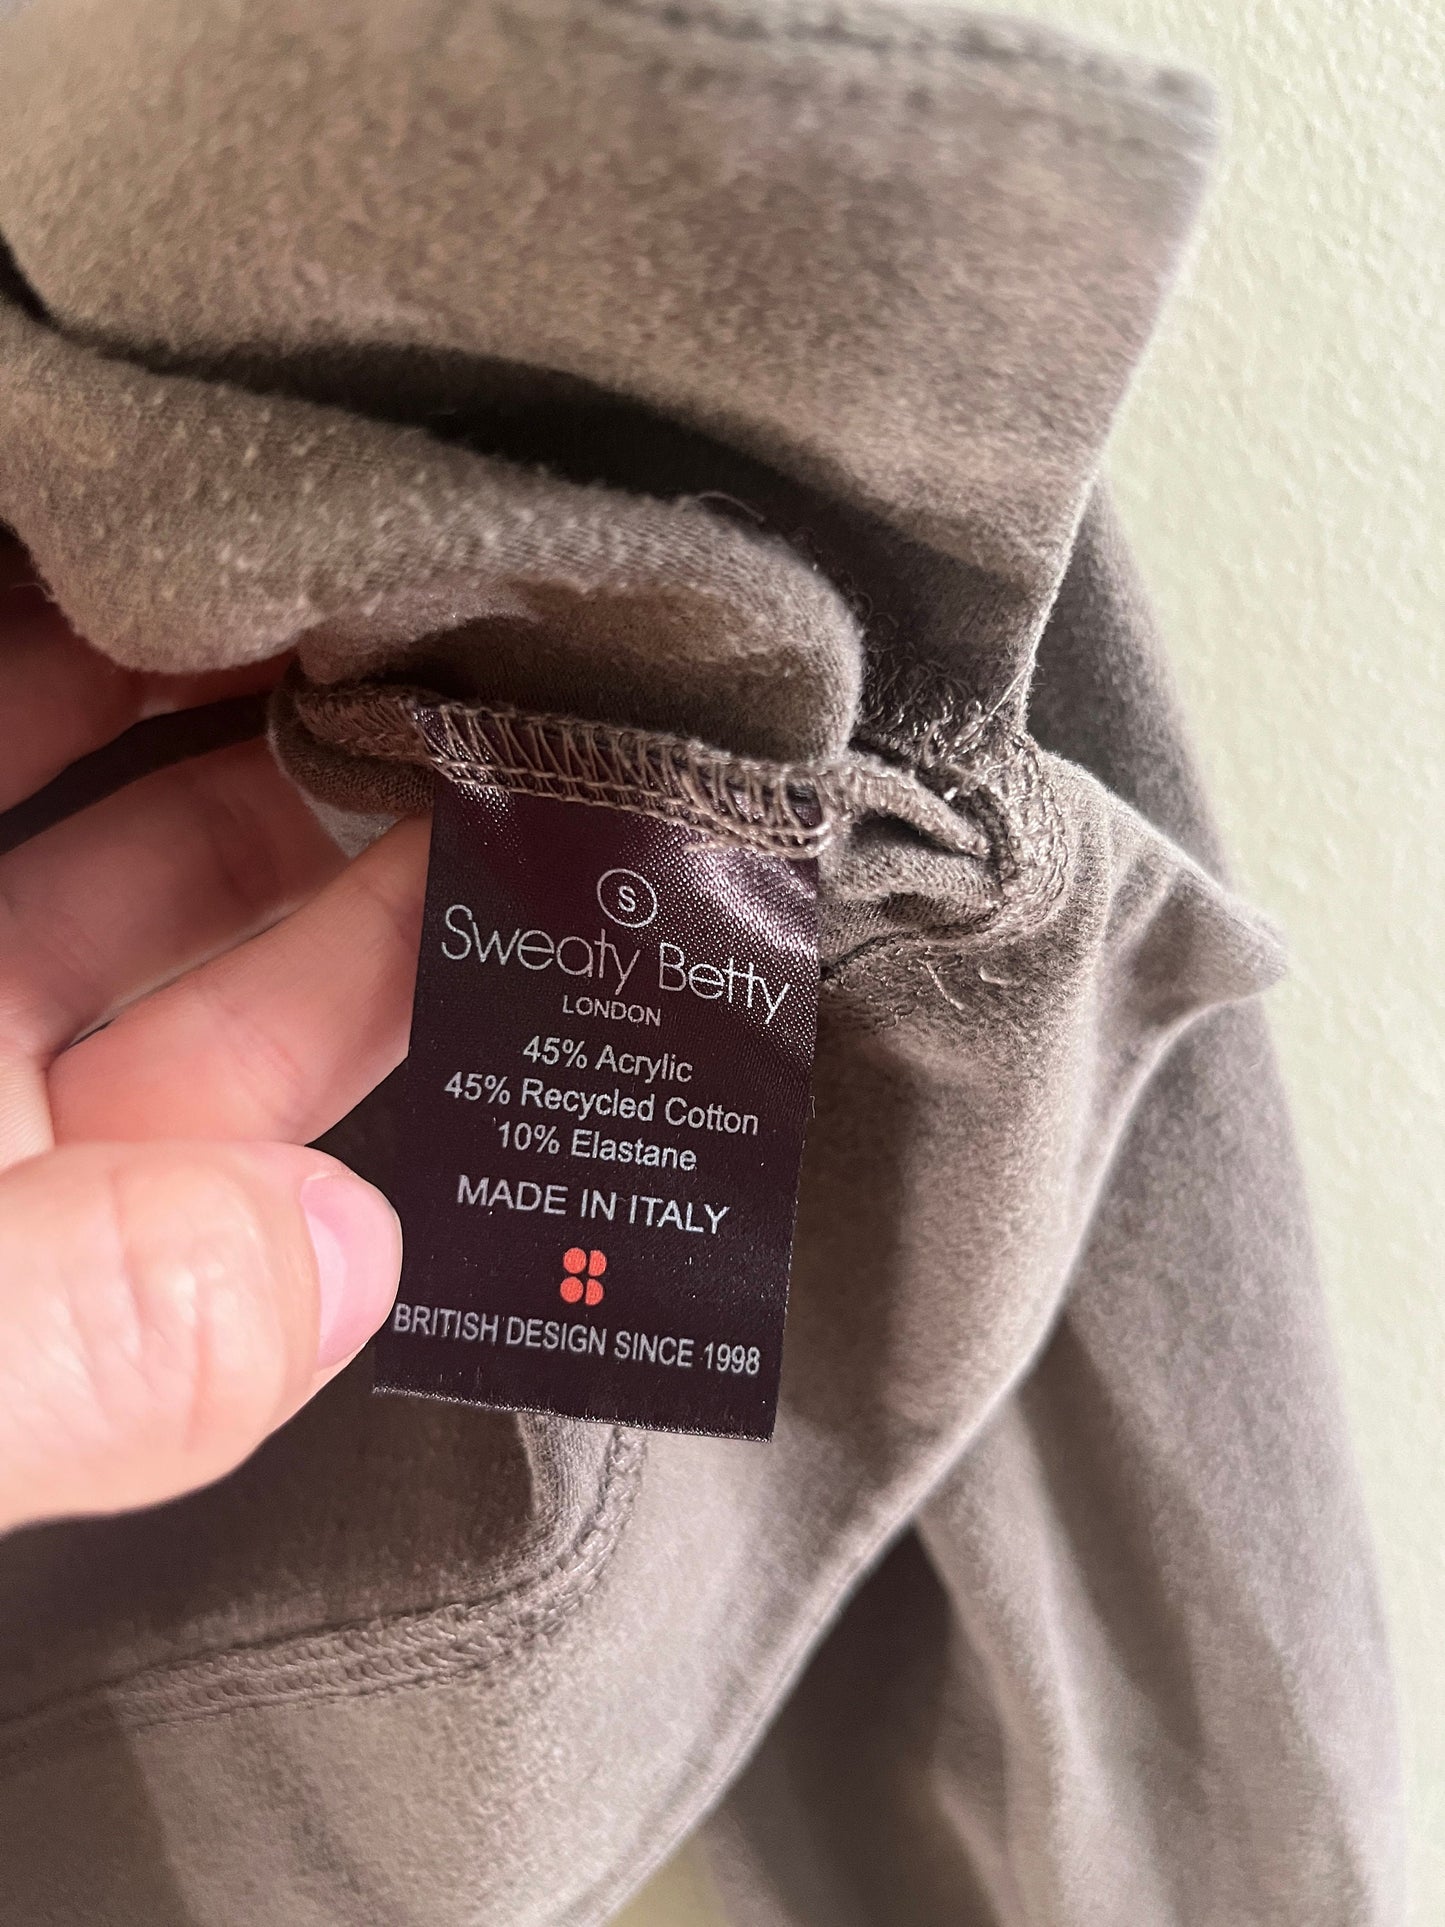 S
Sweaty Betty
LONDON
45% Acrylic
45% Recycled Cotton
10% Elastane
MADE IN ITALY
BRITISH DESIGN SINCE 1998